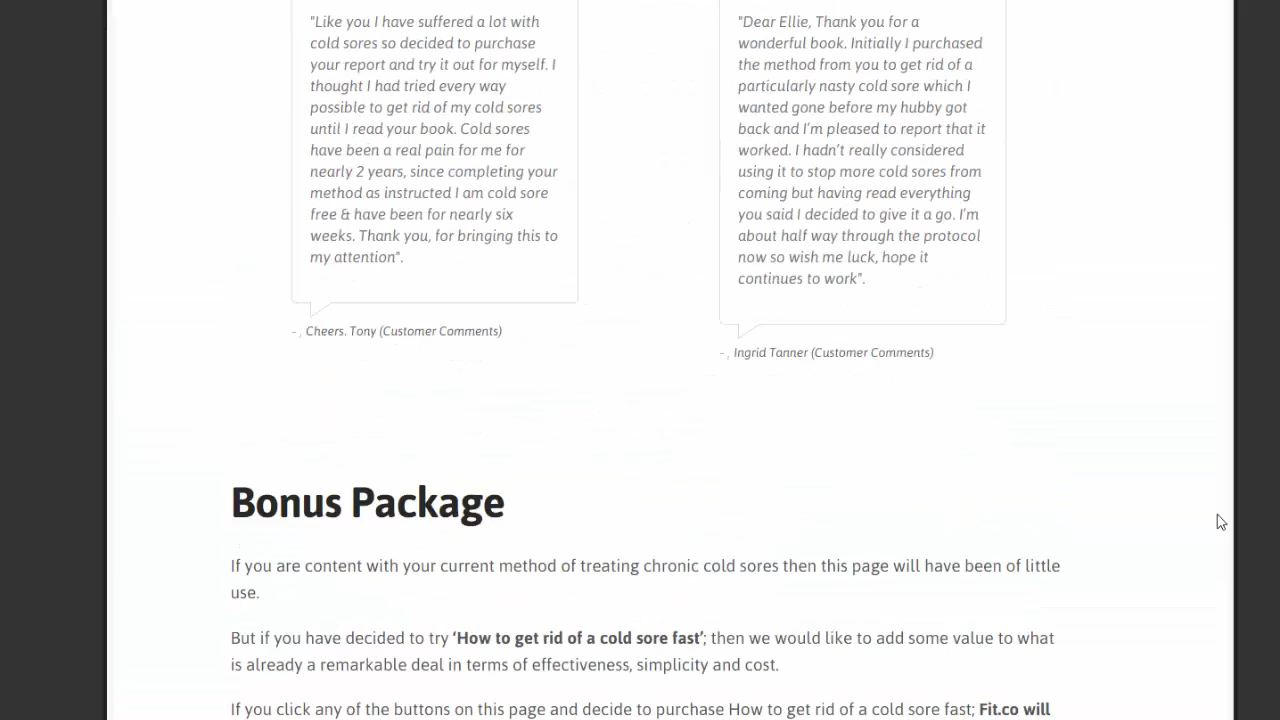 "Like you I have suffered a lot with
cold sores so decided to purchase
your report and try it out for myself. I
thought I had tried every way
possible to get rid of my cold sores
until I read your book. Cold sores
have been a real pain for me for
nearly 2 years, since completing your
method as instructed I am cold sore
free & have been for nearly six
weeks. Thank you, for bringing this to
my attention".
- , Cheers. Tony (Customer Comments)
"Dear Ellie, Thank you for a
wonderful book. Initially I purchased
the method from you to get rid of a
particularly nasty cold sore which I
wanted gone before my hubby got
back and I'm pleased to report that it
worked. I hadn't really considered
using it to stop more cold sores from
coming but having read everything
you said I decided to give it a go. I'm
about half way through the protocol
now so wish me luck, hope it
continues to work".
- , Ingrid Tanner (Customer Comments)
Bonus Package
If you are content with your current method of treating chronic cold sores then this page will have been of little
use.
But if you have decided to try ‘How to get rid of a cold sore fast’; then we would like to add some value to what
is already a remarkable deal in terms of effectiveness, simplicity and cost.
If you click any of the buttons on this page and decide to purchase How to get rid of a cold sore fast; Fit.co will